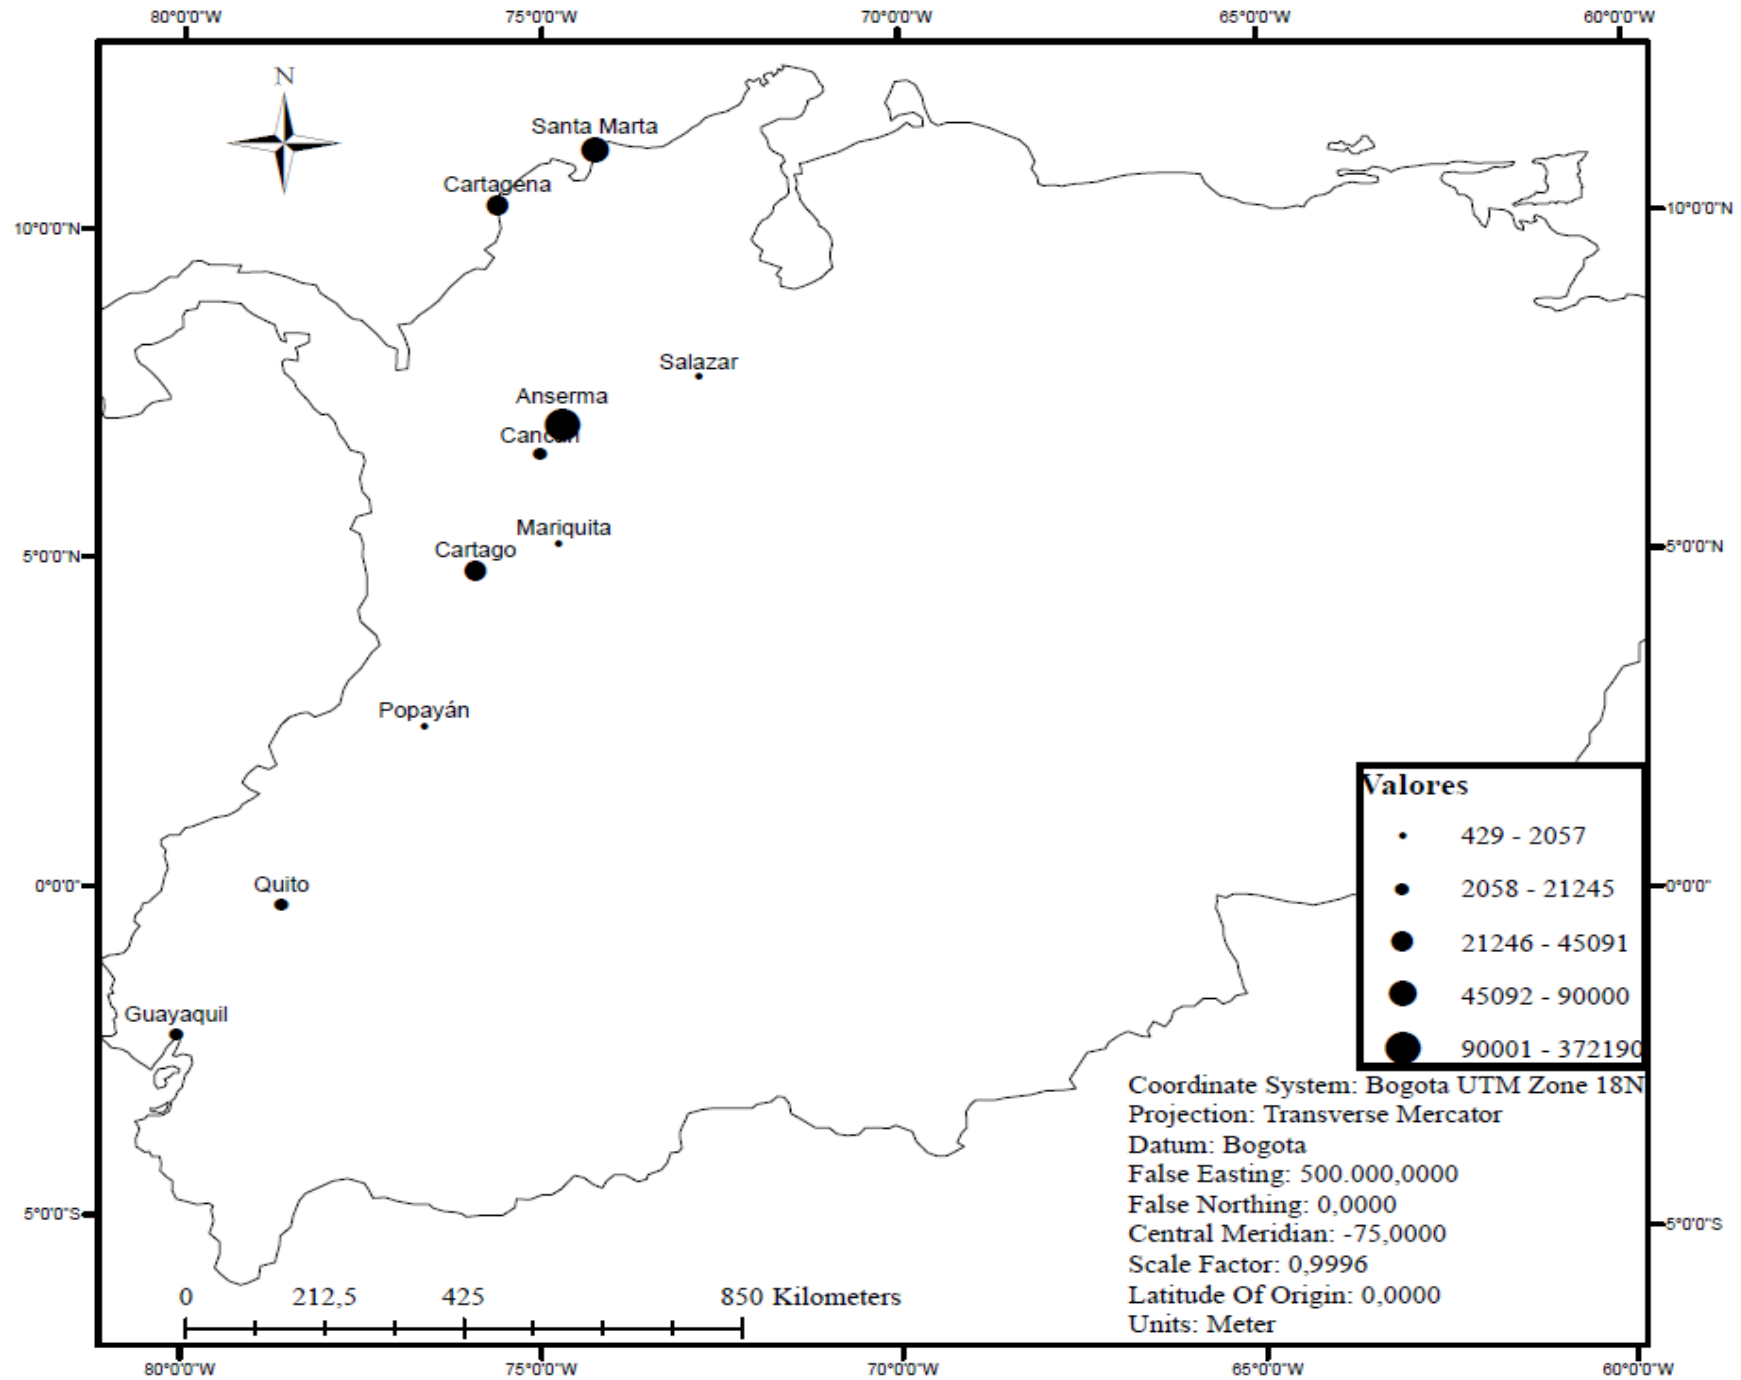 80°0'0"W 75°0'0"W 70°0'0"W 65°0'0"W 60°0'0"W
N
Santa Marta
Cartagena
10°0'0"N 10°0'0"N
Salazar
Anserma
Mariquita
Cartago
5°0'0"N 5°0'0"N
Popayán
Quito
0°0'0" 0°0'0"
Guayaquil
Valores
429 - 2057
2058 - 21245
21246 - 45091
45092 - 90000
90001 - 372190
Coordinate System: Bogota UTM Zone 18N
Projection: Transverse Mercator
Datum: Bogota
False Easting: 500.000,0000
False Northing: 0,0000
Central Meridian: -75,0000
Scale Factor: 0,9996
Latitude Of Origin: 0,0000
Units: Meter
5°0'0"S 5°0'0"S
0 212,5 425 850 Kilometers
80°0'0"W 75°0'0"W 70°0'0"W 65°0'0"W 60°0'0"W